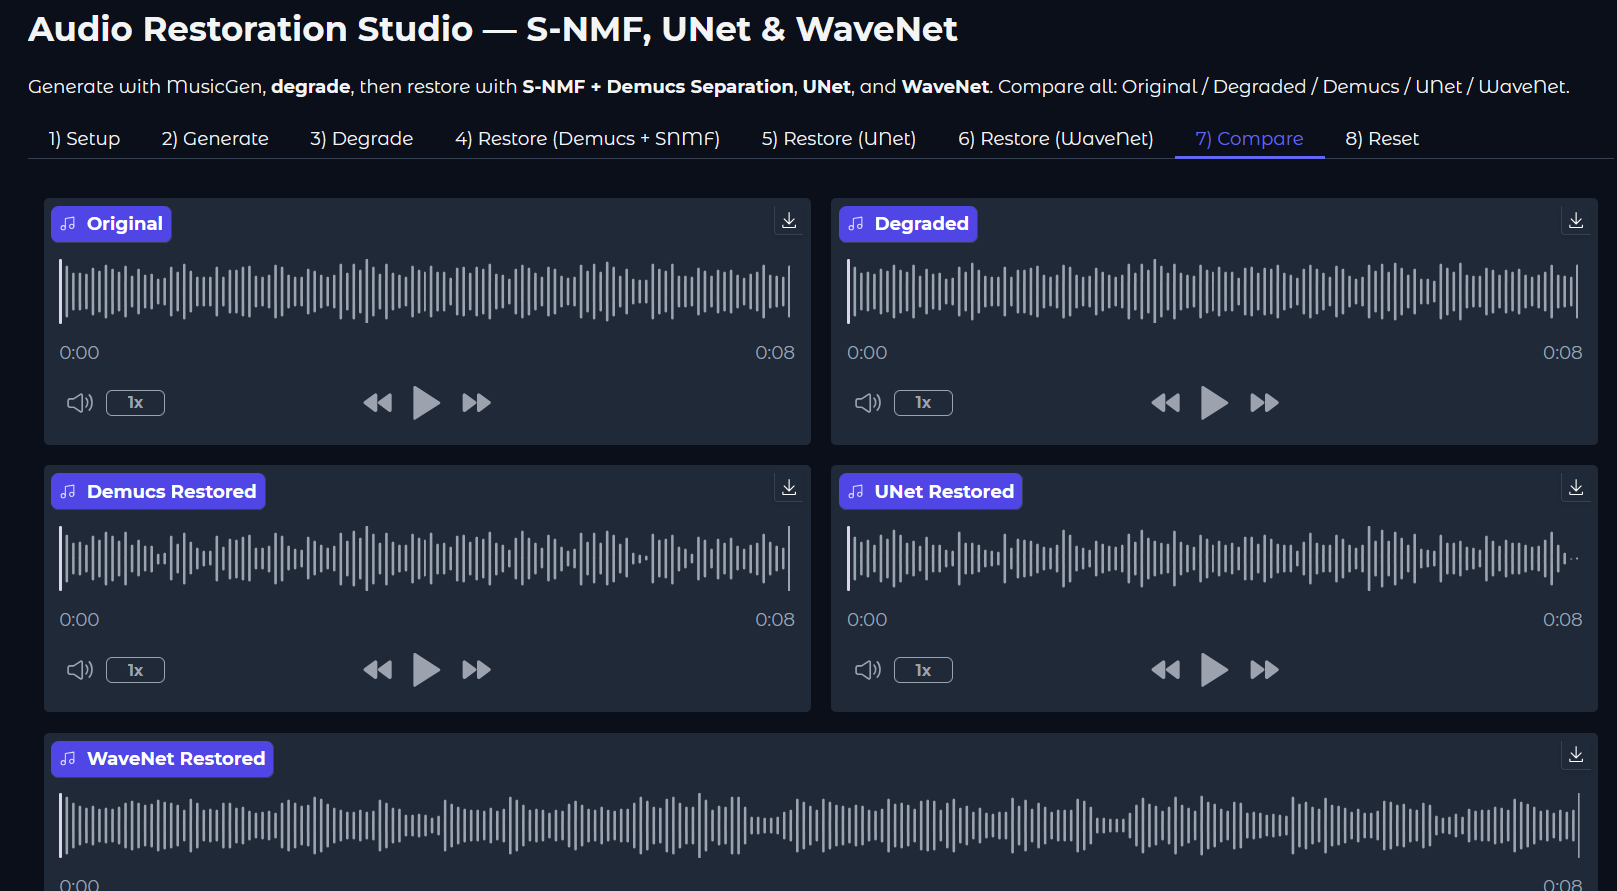 Audio Restoration Studio — S-NMF, UNet & WaveNet
Generate with MusicGen, degrade, then restore with S-NMF + Demucs Separation, UNet, and WaveNet. Compare all: Original / Degraded / Demucs / UNet / WaveNet.
1) Setup 2) Generate 3) Degrade 4) Restore (Demucs + SNMF) 5) Restore (UNet) 6) Restore (WaveNet) 7) Compare 8) Reset
Original
0:00 0:08
1x
Degraded
0:00 0:08
1x
Demucs Restored
0:00 0:08
1x
UNet Restored
0:00 0:08
1x
WaveNet Restored
0:00 0:08